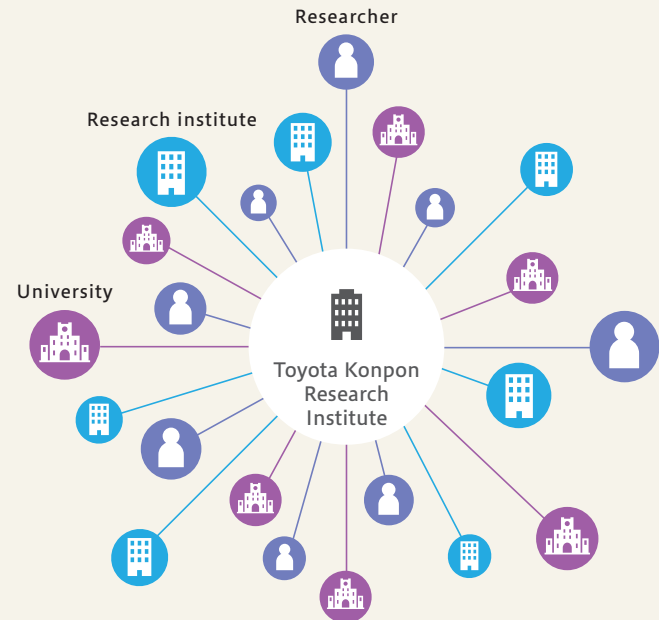 Researcher
Research institute
University
Toyota Konpon
Research
Institute